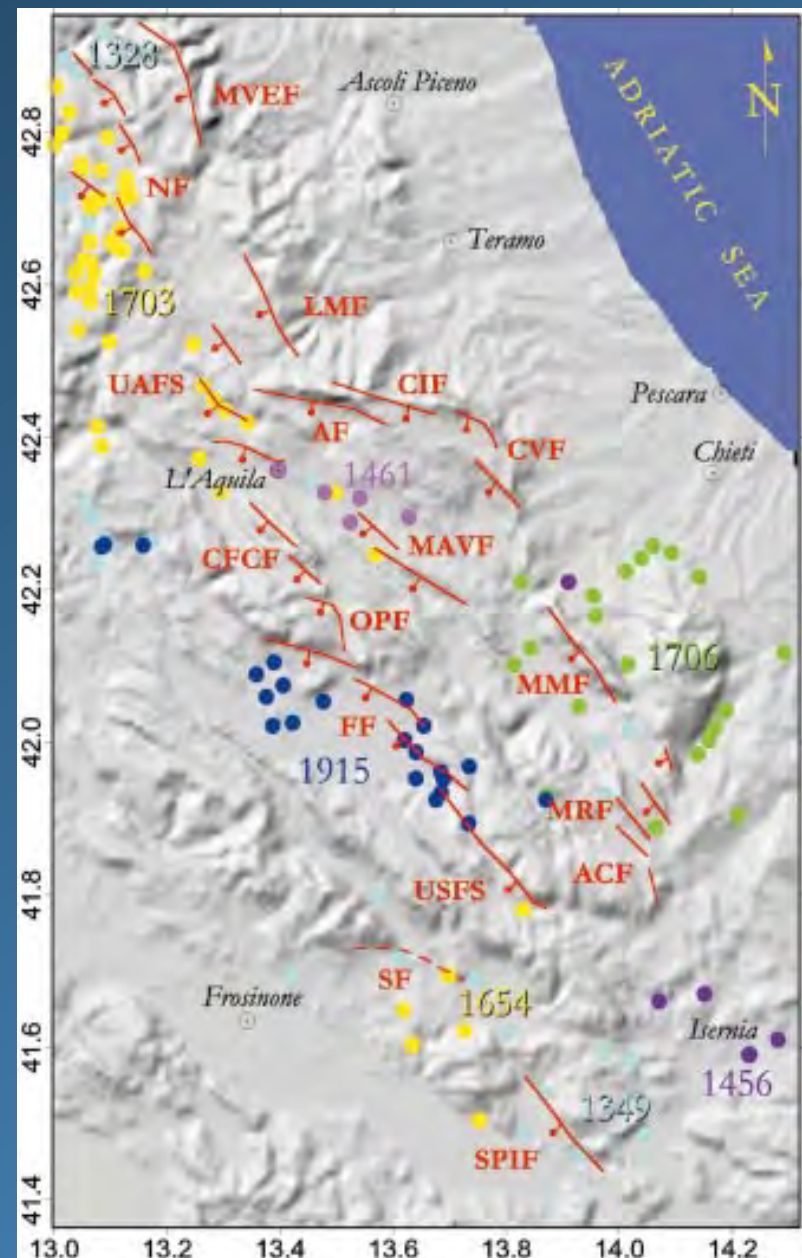 1328
MVEF
Ascoli Piceno
ADRIATIC SEA
N
NF
Teramo
1703
LMF
UAFS
CIF
Pescara
AF
CVF
Chieti
L'Aquila
1461
CFCF
MAVF
OPF
MMF
1706
FF
1915
MRF
ACF
USFS
SF
Frosinone
1654
Isernia
1456
1349
SPIF
42.8
42.6
42.4
42.2
42.0
41.8
41.6
41.4
13.0
13.2
13.4
13.6
13.8
14.0
14.2